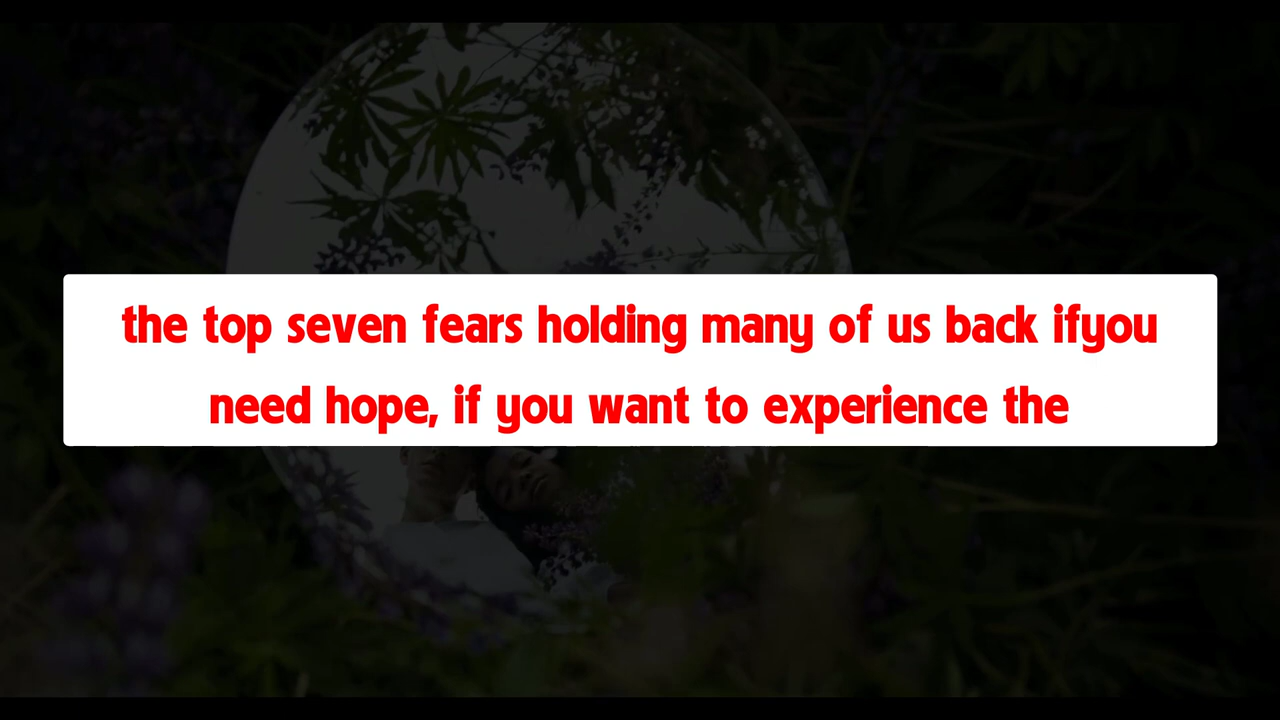 the top seven fears holding many of us back ifyou
need hope, if you want to experience the